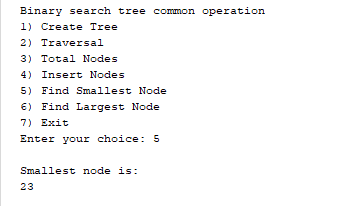 Binary search tree common operation
1) Create Tree
2) Traversal
3) Total Nodes
4) Insert Nodes
5) Find Smallest Node
6) Find Largest Node
7) Exit
Enter your choice: 5
Smallest node is:
23